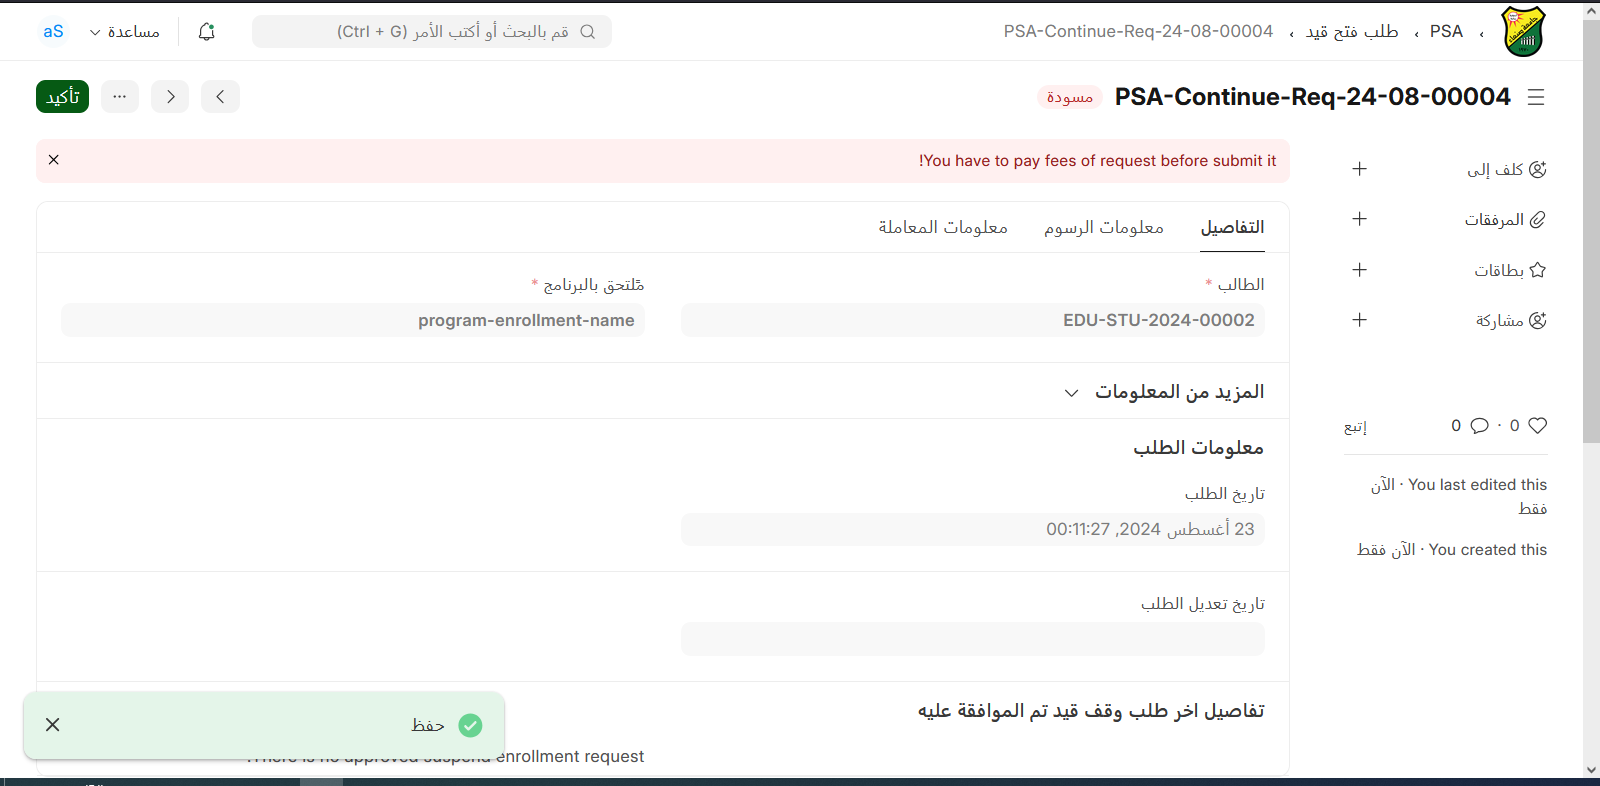 PSA
طلب فتح قيد
PSA-Continue-Req-24-08-00004
قم بالبحث أو أكتب الأمر (Ctrl + G)
مساعدة
aS
PSA-Continue-Req-24-08-00004
مسودة
تأكيد
!You have to pay fees of request before submit it
كلف إلى
المرفقات
بطاقات
مشاركة
0 · 0
إتبع
You last edited this · الآن
فقط
You created this · الآن فقط
التفاصيل
معلومات الرسوم
معلومات المعاملة
الطالب *
EDU-STU-2024-00002
مًلتحق بالبرنامج *
program-enrollment-name
المزيد من المعلومات
معلومات الطلب
تاريخ الطلب
23 أغسطس 2024, 00:11:27
تاريخ تعديل الطلب
تفاصيل اخر طلب وقف قيد تم الموافقة عليه
حفظ
.There is no approved suspend enrollment request